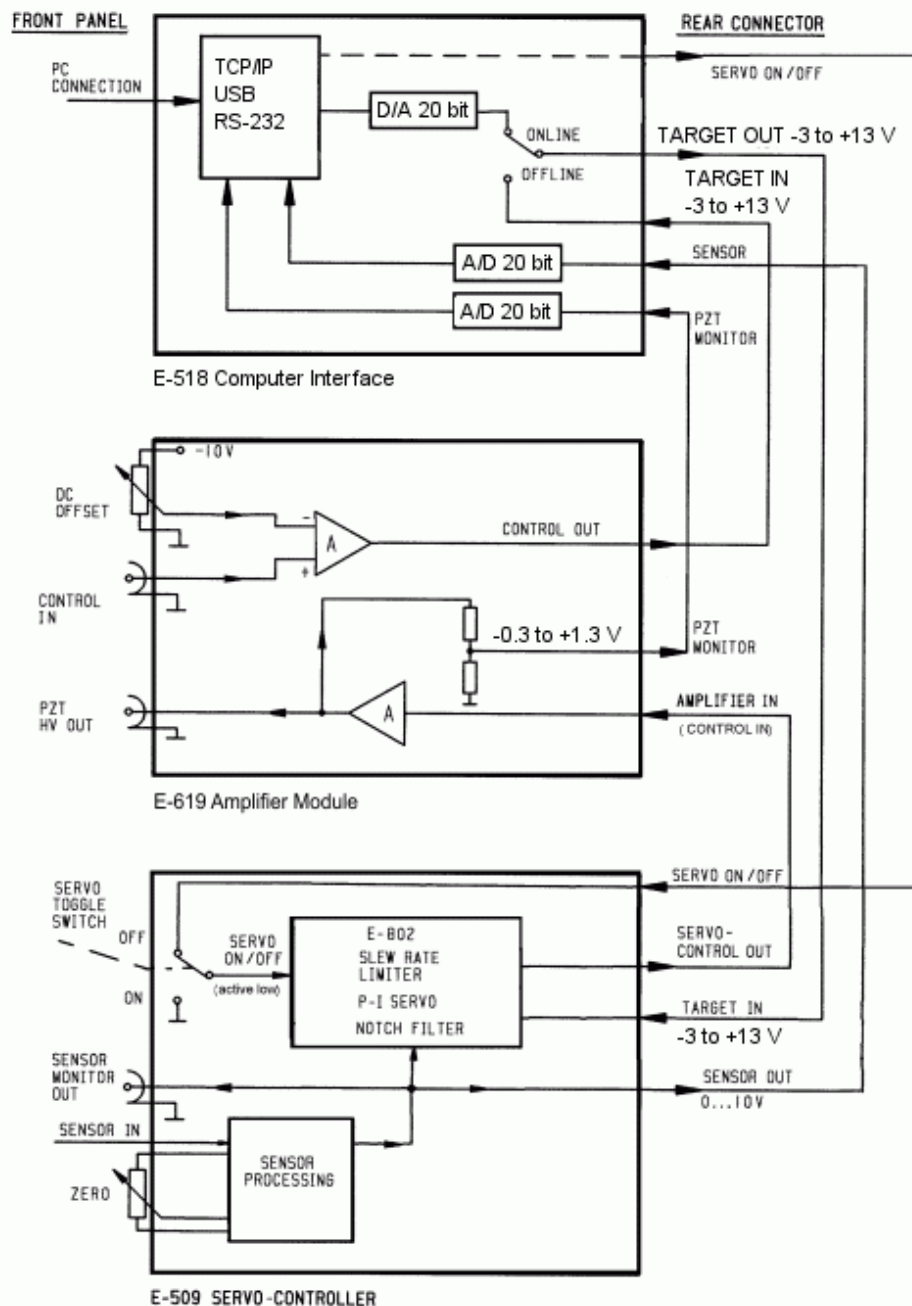 FRONT PANEL
REAR CONNECTOR
PC
CONNECTION
TCP/IP
USB
RS-232
SERVO ON/OFF
D/A 20 bit
ONLINE
OFFLINE
TARGET OUT -3 to +13 V
TARGET IN
-3 to +13 V
A/D 20 bit
SENSOR
A/D 20 bit
PZT
MONITOR
E-518 Computer Interface
-10V
DC
OFFSET
-
A
+
CONTROL OUT
CONTROL
IN
-0.3 to +1.3 V
PZT
MONITOR
PZT
HV OUT
A
AMPLIFIER IN
( CONTROL IN)
E-619 Amplifier Module
SERVO
TOGGLE
SWITCH
OFF
ON
SERVO
ON/OFF
(active low)
E-802
SLEW RATE
LIMITER
P-I SERVO
NOTCH FILTER
SERVO ON/OFF
SERVO-
CONTROL OUT
TARGET IN
-3 to +13 V
SENSOR
MONITOR
OUT
SENSOR OUT
0...10V
SENSOR IN
SENSOR
PROCESSING
ZERO
E-509 SERVO-CONTROLLER